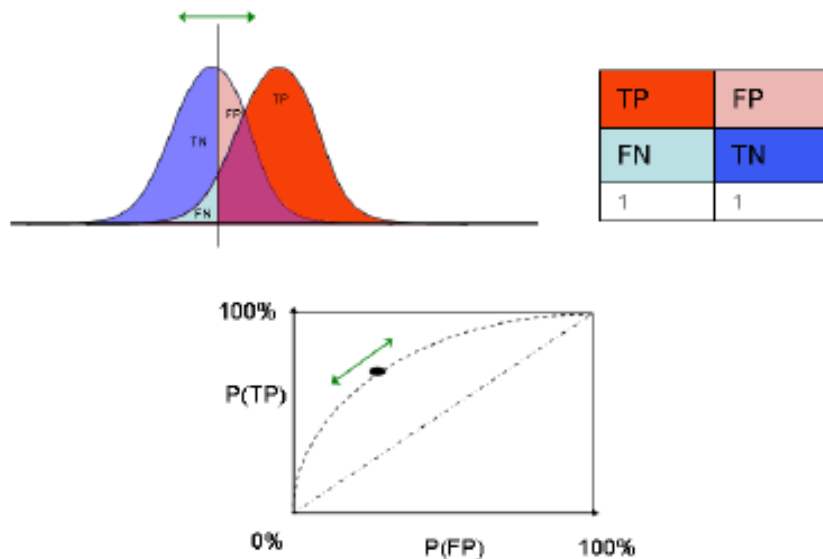 TP
FP
TN
FN
TP FP
FN TN
1 1
100%
P(TP)
0%
P(FP)
100%